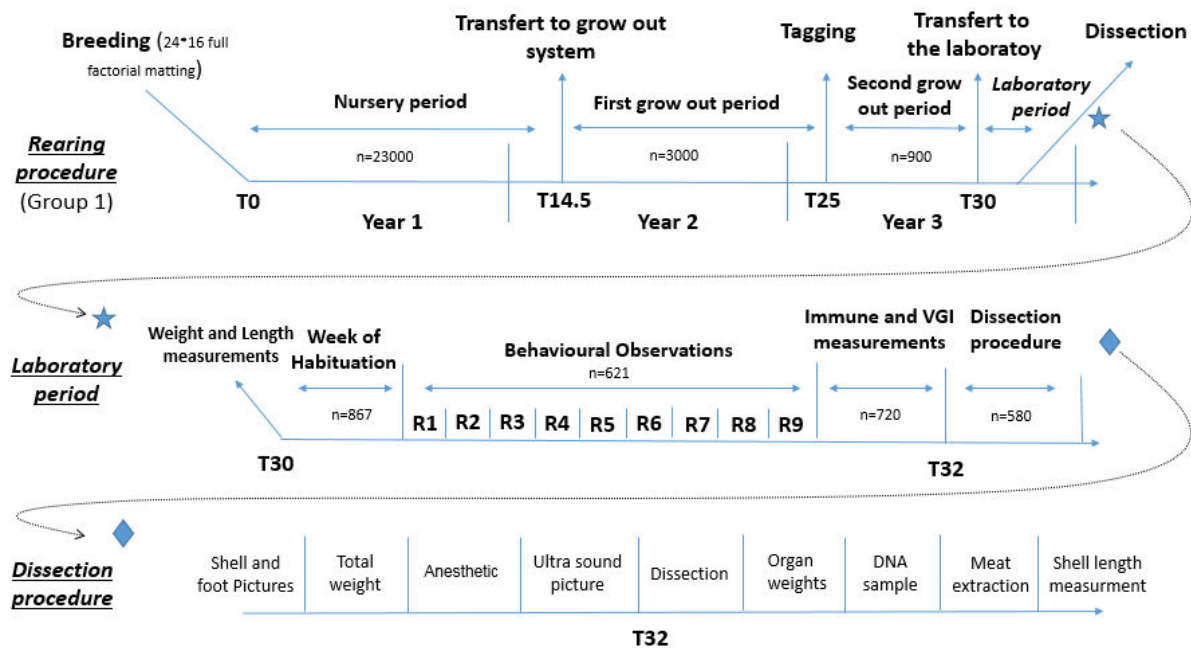 Breeding (24*16 full
factorial matting)
Transfert to grow out
system
Tagging
Transfert to
the laboratoy
Dissection
Nursery period
First grow out period
Second grow
out period
Laboratory
period
Rearing
procedure
(Group 1)
n=23000
n=3000
n=900
T0
T14.5
T25
T30
Year 1
Year 2
Year 3
Laboratory
period
Weight and Length
measurements
Week of
Habituation
Behavioural Observations
n=621
Immune and VGI
measurements
Dissection
procedure
n=867
n=720
n=580
R1 R2 R3 R4 R5 R6 R7 R8 R9
T30
T32
Dissection
procedure
Shell and
foot Pictures
Total
weight
Anesthetic
Ultra sound
picture
Dissection
Organ
weights
DNA
sample
Meat
extraction
Shell length
measurment
T32